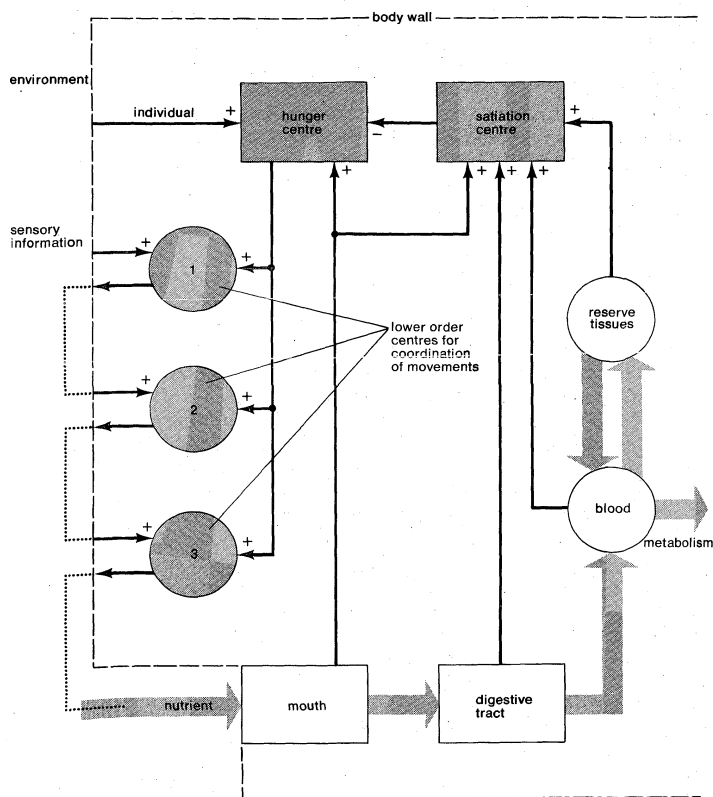 body wall
environment
individual
+
hunger
centre
−
satiation
centre
+
+
+
+
+
sensory
information
+
1
+
reserve
tissues
lower order
centres for
coordination
of movements
+
2
+
blood
metabolism
+
3
+
nutrient
mouth
digestive
tract